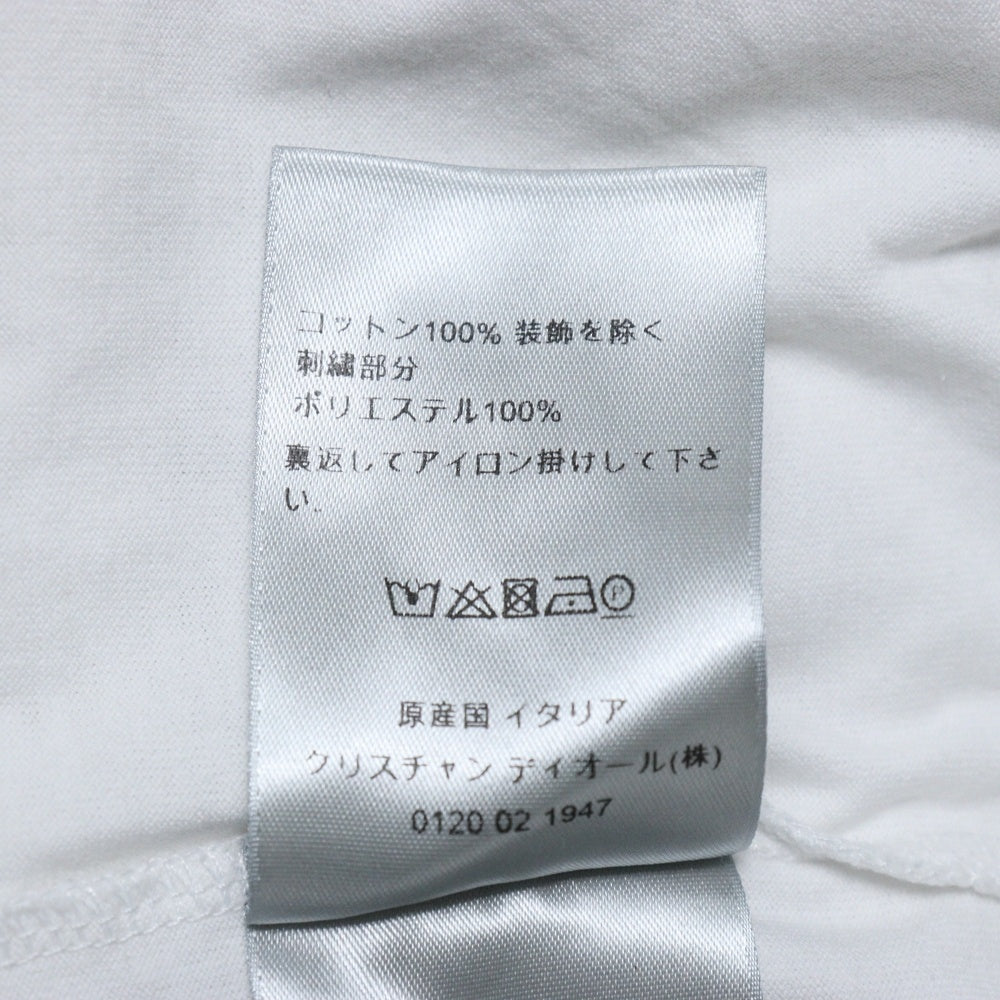 コットン100% 装飾を除く
刺繍部分
ポリエステル100%
裏返してアイロン掛けして下さ
い.
P
原産国 イタリア
クリスチャン ディオール(株)
0120 02 1947